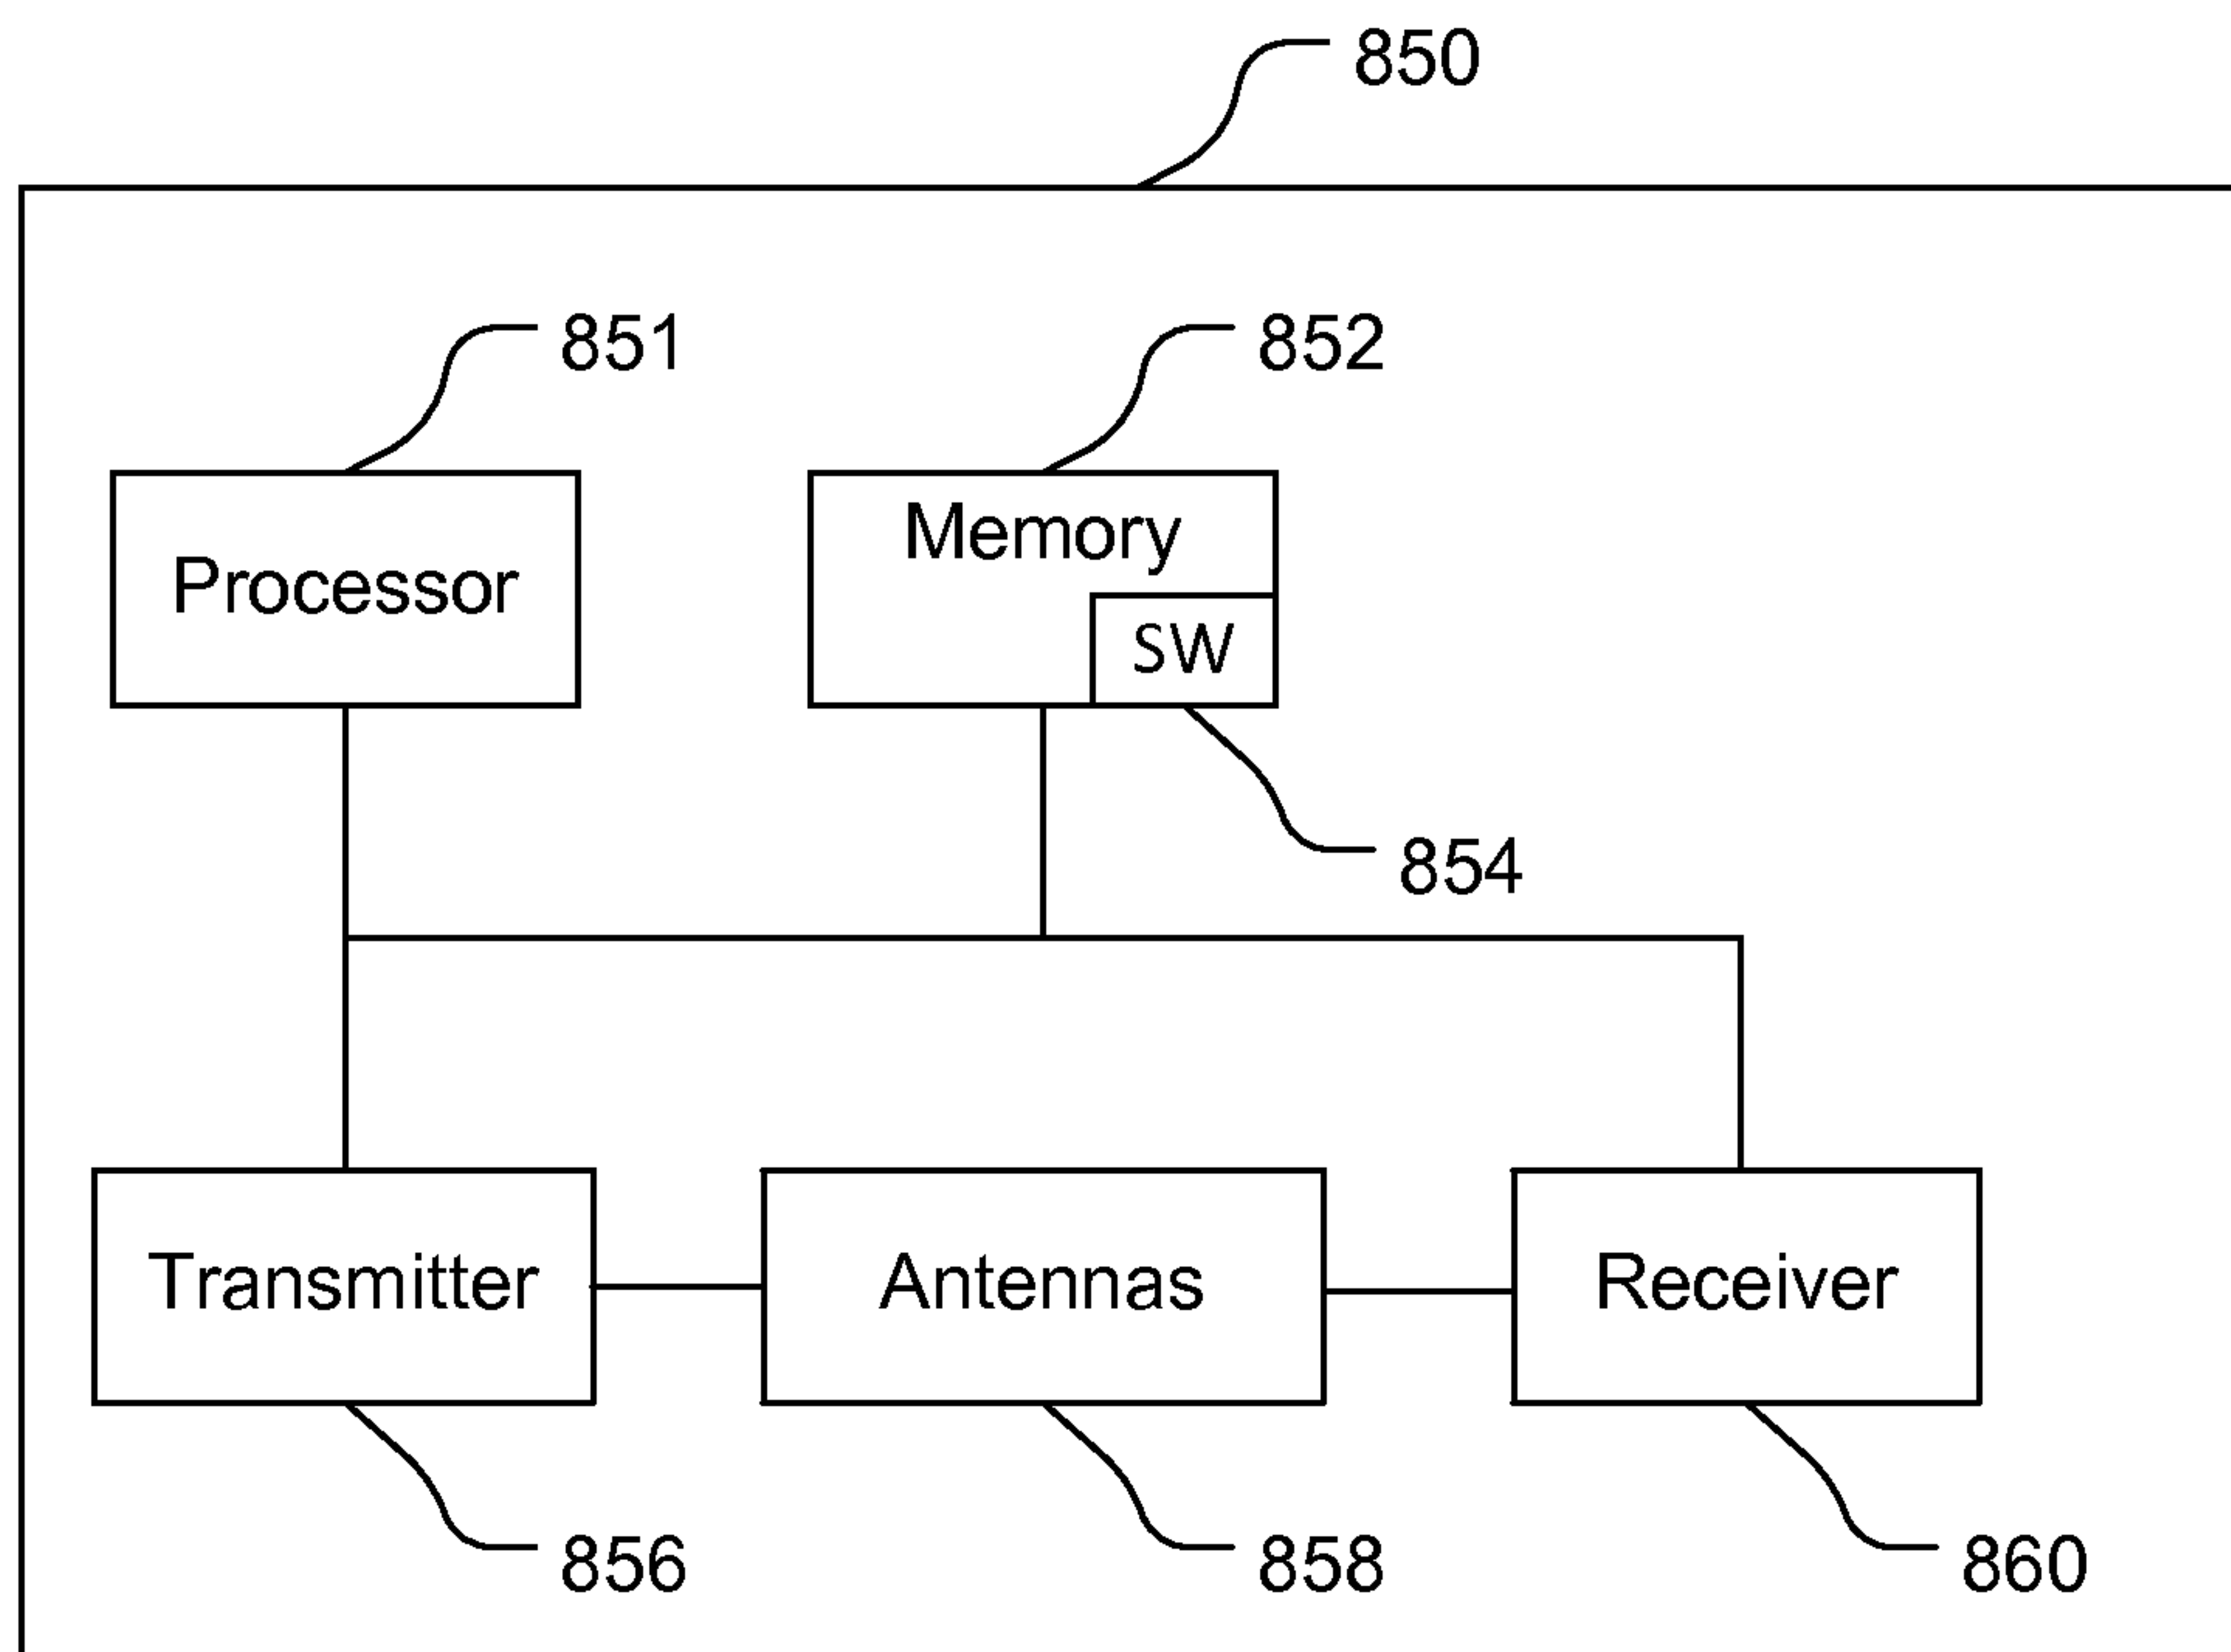 850
851
852
Processor
Memory
SW
854
Transmitter
Antennas
Receiver
856
858
860